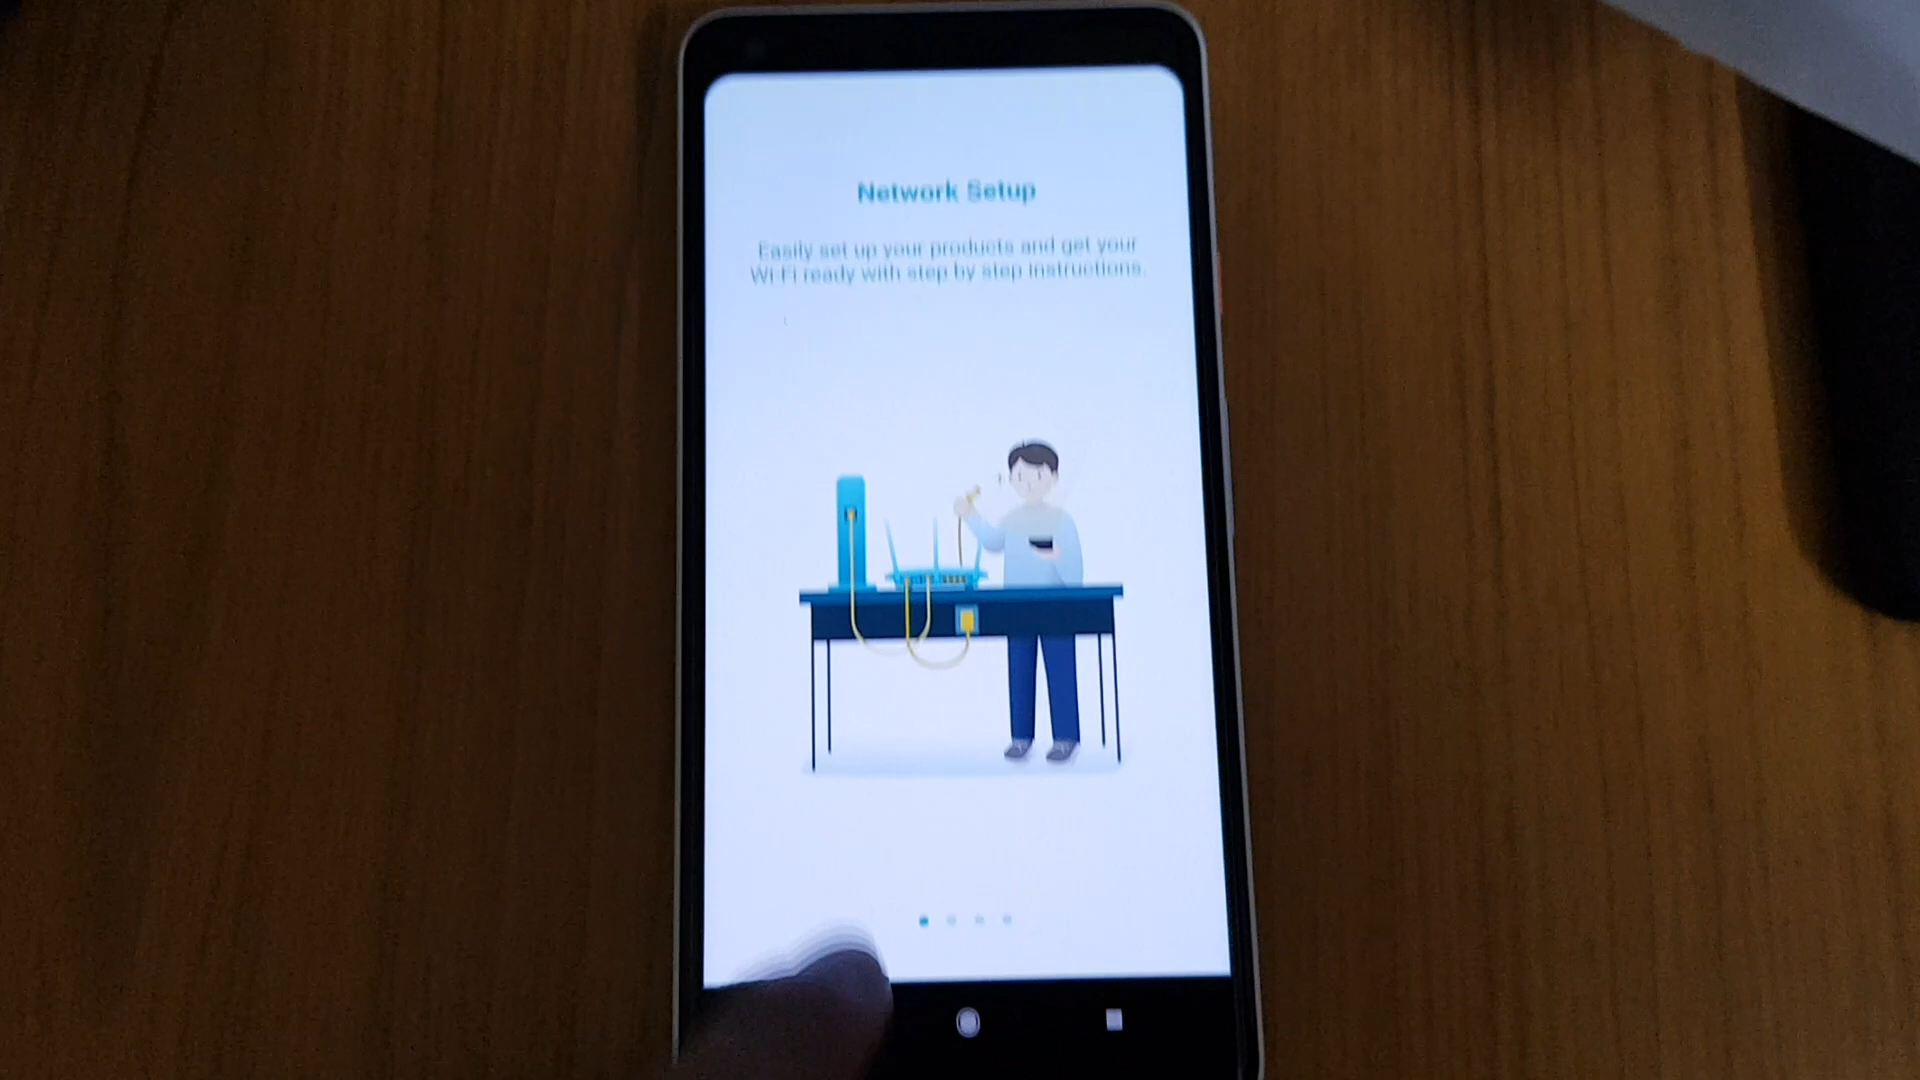 Network Setup
Easily set up your products and get your
Wi-Fi ready with step by step instructions.